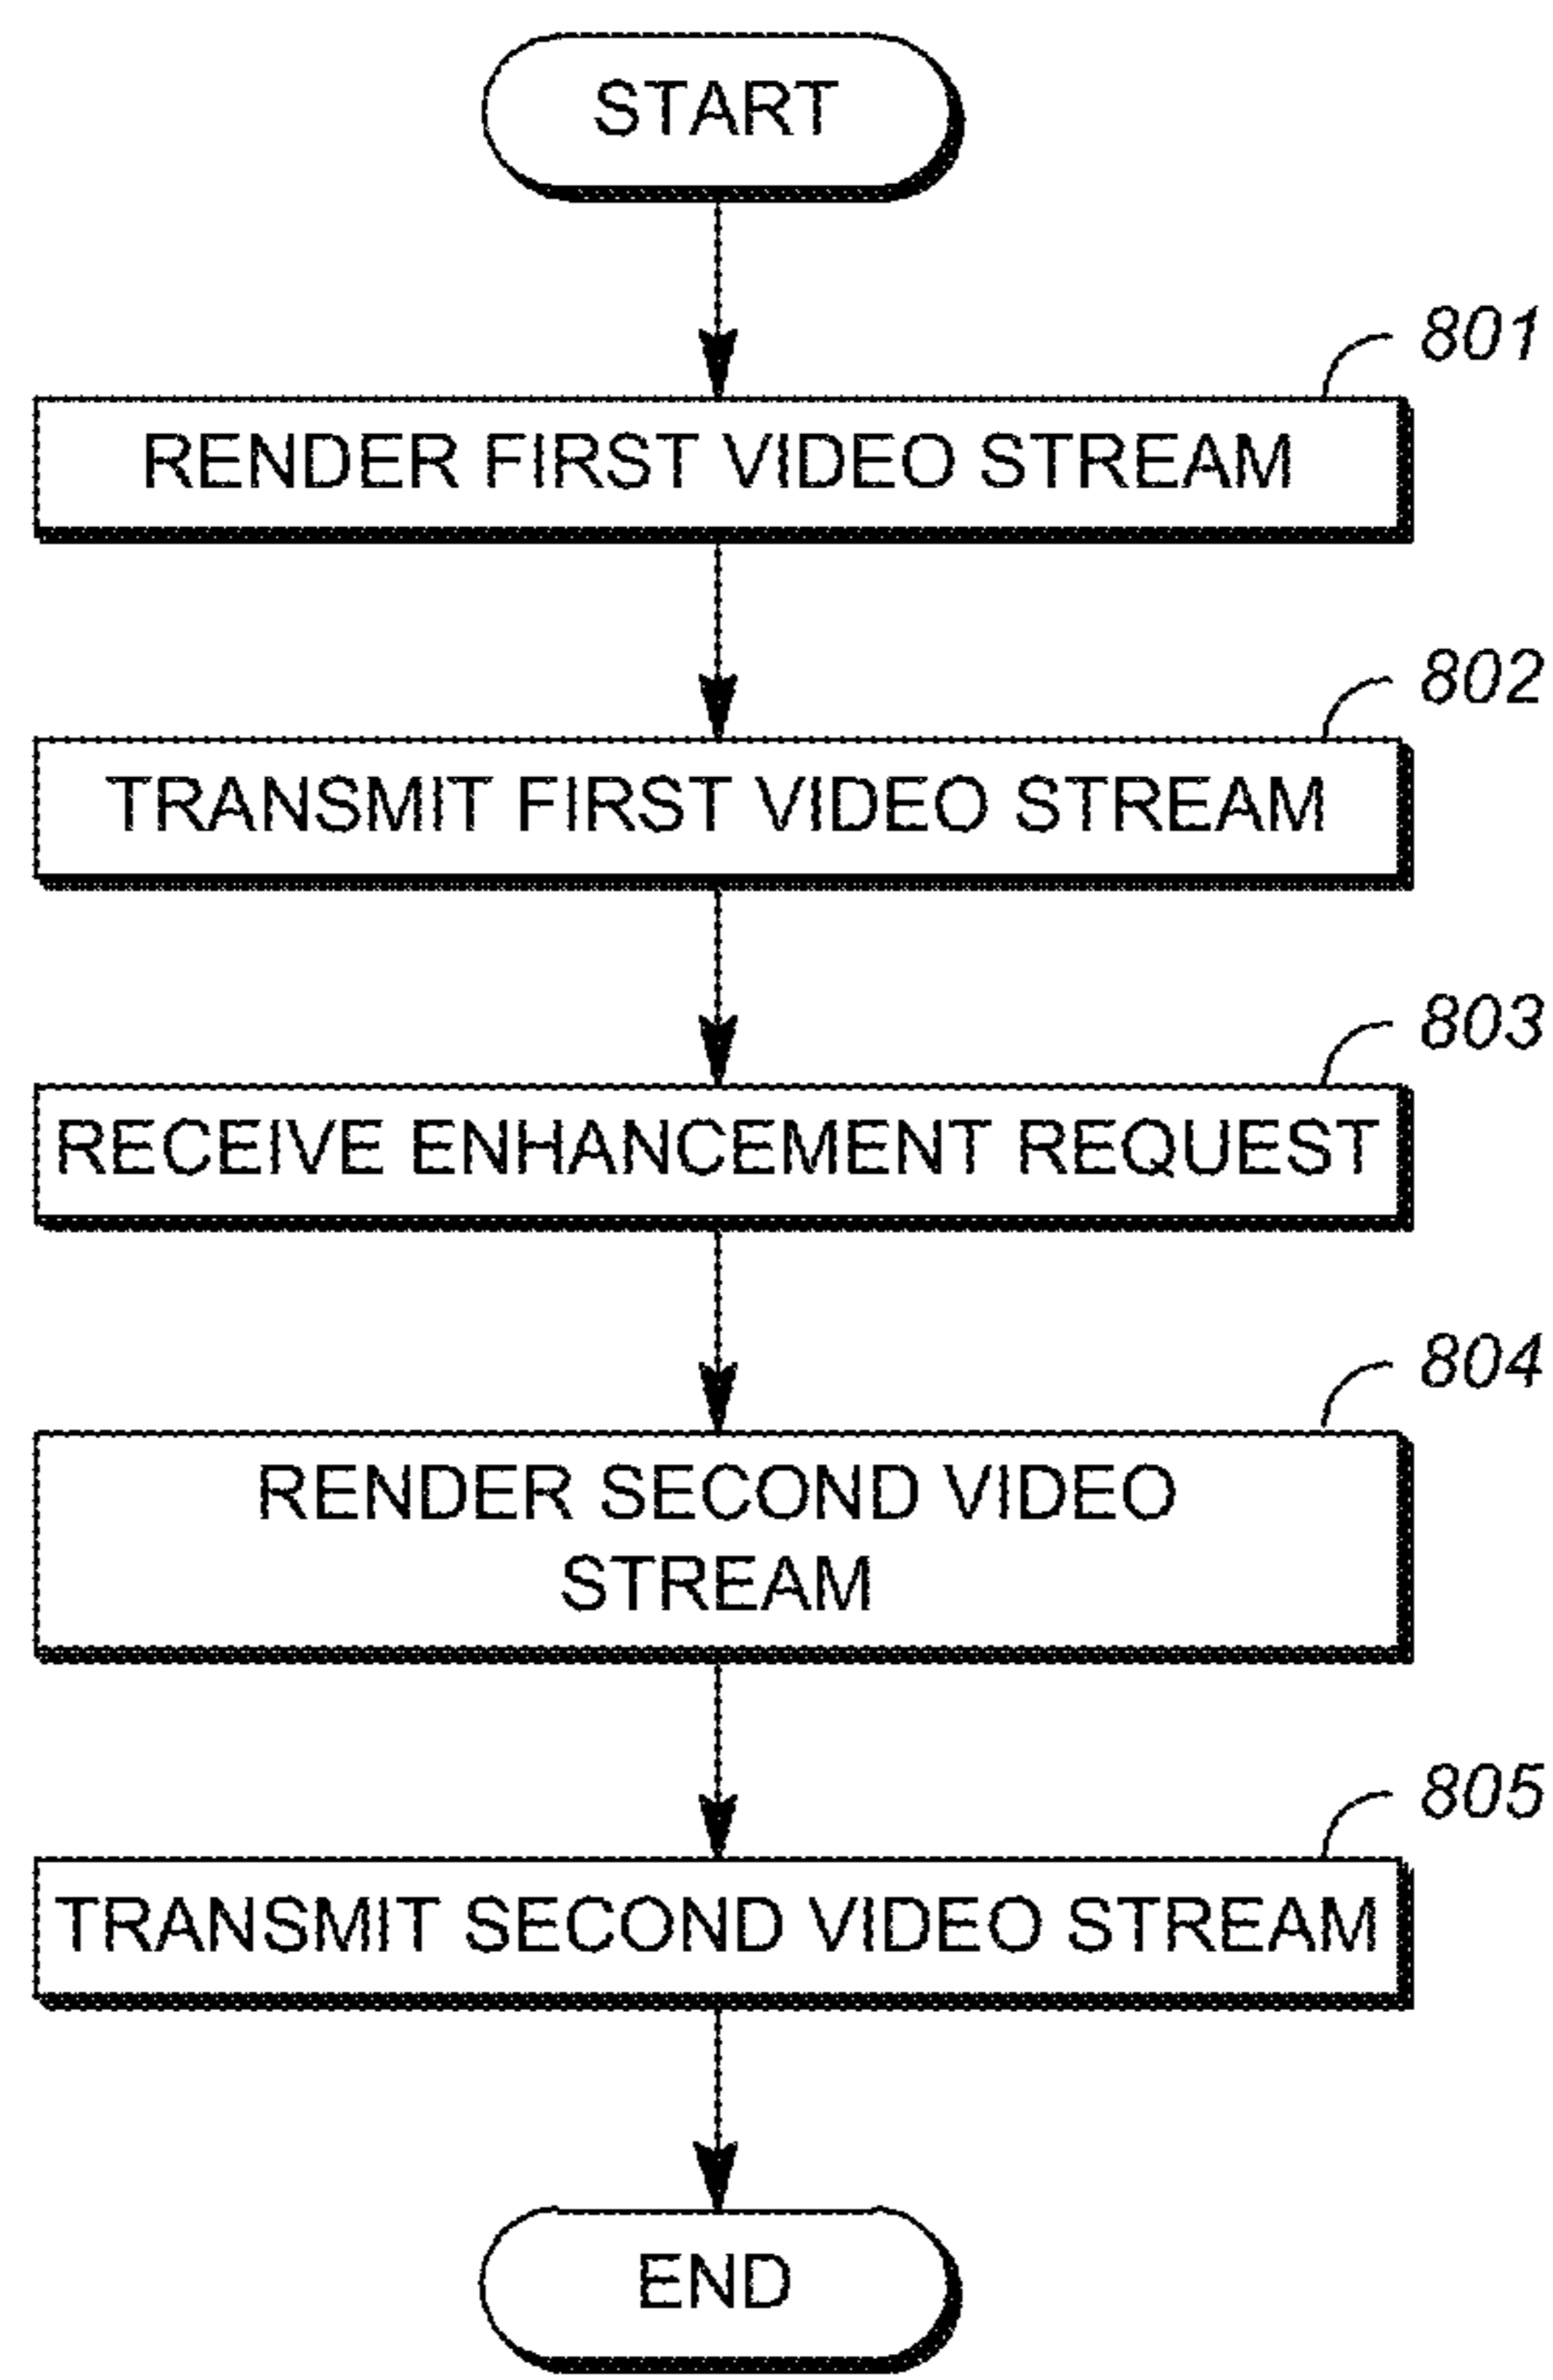 START
801
RENDER FIRST VIDEO STREAM
802
TRANSMIT FIRST VIDEO STREAM
803
RECEIVE ENHANCEMENT REQUEST
804
RENDER SECOND VIDEO
STREAM
805
TRANSMIT SECOND VIDEO STREAM
END